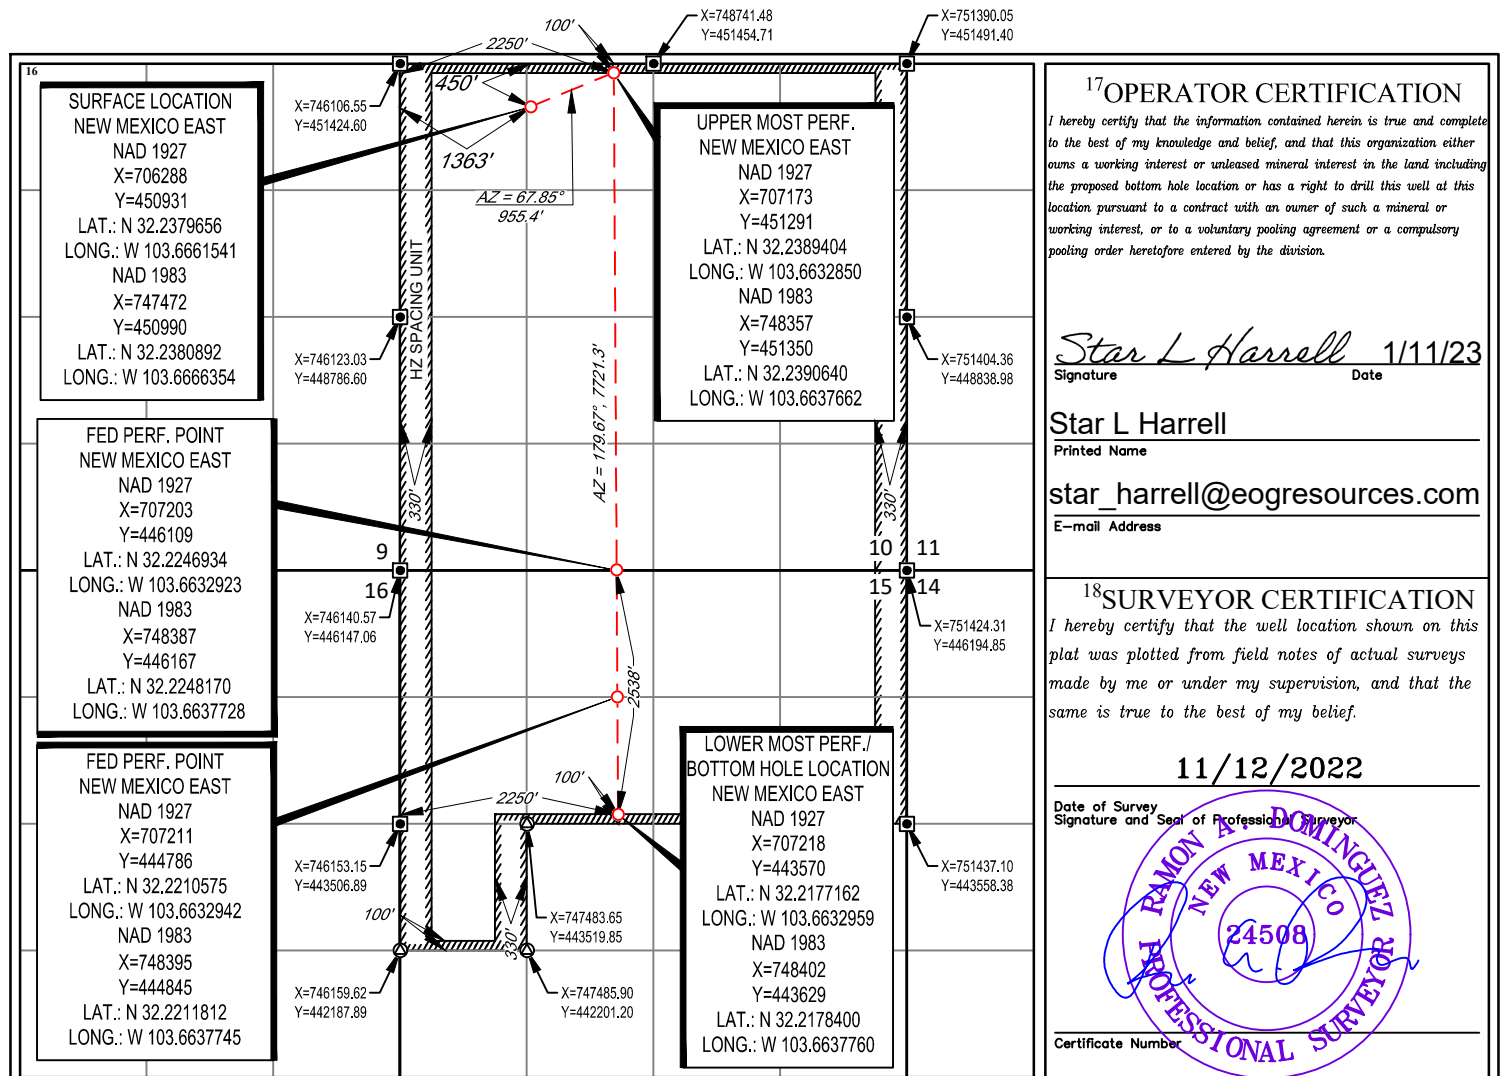 X=748741.48
Y=451454.71
X=751390.05
Y=451491.40
100'
2250'
16
450'
X=746106.55
Y=451424.60
1363'
AZ = 67.85°
955.4'
SURFACE LOCATION
NEW MEXICO EAST
NAD 1927
X=706288
Y=450931
LAT.: N 32.2379656
LONG.: W 103.6661541
NAD 1983
X=747472
Y=450990
LAT.: N 32.2380892
LONG.: W 103.6666354
UPPER MOST PERF.
NEW MEXICO EAST
NAD 1927
X=707173
Y=451291
LAT.: N 32.2389404
LONG.: W 103.6632850
NAD 1983
X=748357
Y=451350
LAT.: N 32.2390640
LONG.: W 103.6637662
HZ SPACING UNIT
X=746123.03
Y=448786.60
X=751404.36
Y=448838.98
AZ = 179.67°, 7721.3'
330'
330'
FED PERF. POINT
NEW MEXICO EAST
NAD 1927
X=707203
Y=446109
LAT.: N 32.2246934
LONG.: W 103.6632923
NAD 1983
X=748387
Y=446167
LAT.: N 32.2248170
LONG.: W 103.6637728
9
16
10
11
15
14
X=746140.57
Y=446147.06
X=751424.31
Y=446194.85
2538'
FED PERF. POINT
NEW MEXICO EAST
NAD 1927
X=707211
Y=444786
LAT.: N 32.2210575
LONG.: W 103.6632942
NAD 1983
X=748395
Y=444845
LAT.: N 32.2211812
LONG.: W 103.6637745
LOWER MOST PERF./
BOTTOM HOLE LOCATION
NEW MEXICO EAST
NAD 1927
X=707218
Y=443570
LAT.: N 32.2177162
LONG.: W 103.6632959
NAD 1983
X=748402
Y=443629
LAT.: N 32.2178400
LONG.: W 103.6637760
100'
2250'
X=746153.15
Y=443506.89
X=751437.10
Y=443558.38
100'
330'
X=747483.65
Y=443519.85
X=746159.62
Y=442187.89
X=747485.90
Y=442201.20
17OPERATOR CERTIFICATION
I hereby certify that the information contained herein is true and complete
to the best of my knowledge and belief, and that this organization either
owns a working interest or unleased mineral interest in the land including
the proposed bottom hole location or has a right to drill this well at this
location pursuant to a contract with an owner of such a mineral or
working interest, or to a voluntary pooling agreement or a compulsory
pooling order heretofore entered by the division.
Star L Harrell 1/11/23
Signature Date
Star L Harrell
Printed Name
star_harrell@eogresources.com
E-mail Address
18SURVEYOR CERTIFICATION
I hereby certify that the well location shown on this
plat was plotted from field notes of actual surveys
made by me or under my supervision, and that the
same is true to the best of my belief.
11/12/2022
Date of Survey
Signature and Seal of Professional Surveyor
RAMON A. DOMINGUEZ
NEW MEXICO
24508
PROFESSIONAL SURVEYOR
Certificate Number